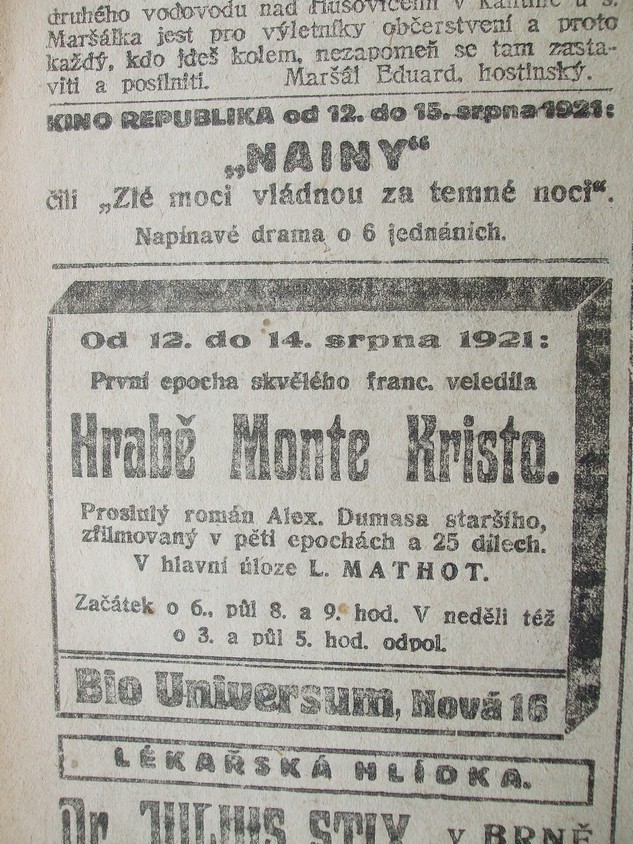 druhého vodovodu nad Husovicemi v
Maršálka jest pro výletníky občerstvení a proto
každý, kdo jdeš kolem, nezapomeň se tam zasta-
viti a posilniti. Maršál Eduard, hostinský.
KINO REPUBLIKA od 12. do 15. srpna 1921:
„NAINY“
čili „Zlé moci vládnou za temné noci“.
Napínavé drama o 6 jednáních.
Od 12. do 14. srpna 1921:
První epocha skvělého franc. veledíla
Hrabě Monte Kristo.
Proslulý román Alex. Dumasa staršího,
zfilmovaný v pěti epochách a 25 dílech.
V hlavní úloze L. MATHOT.
Začátek o 6., půl 8. a 9. hod. V neděli též
o 3. a půl 5. hod. odpol.
Bio Universum, Nová 16
LÉKAŘSKÁ HLÍDKA.
Dr. JULIUS STIX v BRNĚ